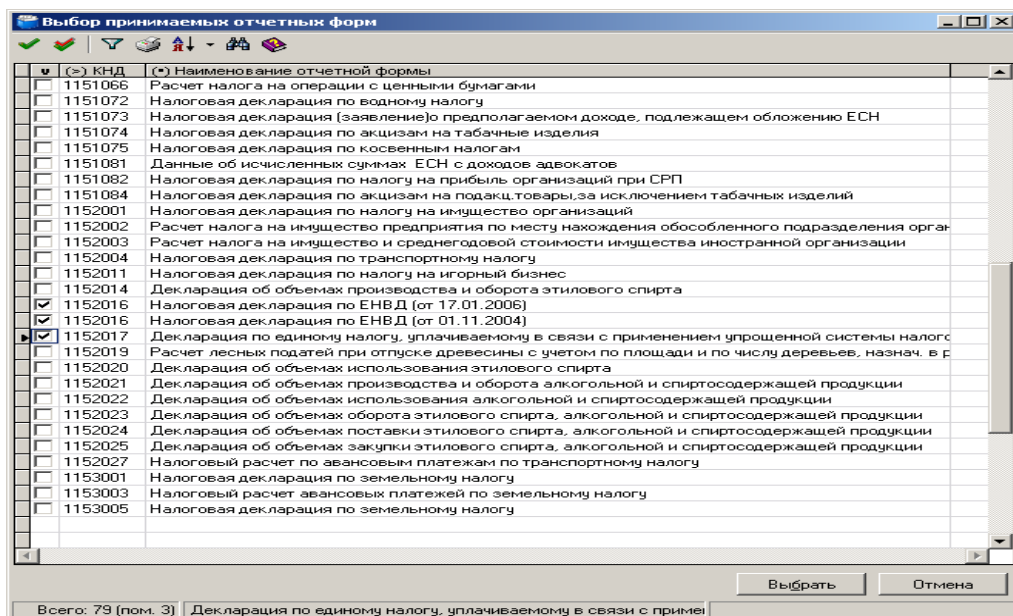 Выбор принимаемых отчетных форм
(>) КНД (*) Наименование отчетной формы
1151066 Расчет налога на операции с ценными бумагами
1151072 Налоговая декларация по водному налогу
1151073 Налоговая декларация (заявление)о предполагаемом доходе, подлежащем обложению ЕСН
1151074 Налоговая декларация по акцизам на табачные изделия
1151075 Налоговая декларация по косвенным налогам
1151081 Данные об исчисленных суммах ЕСН с доходов адвокатов
1151082 Налоговая декларация по налогу на прибыль организаций при СРП
1151084 Налоговая декларация по акцизам на подакц.товары,за исключением табачных изделий
1152001 Налоговая декларация по налогу на имущество организаций
1152002 Расчет налога на имущество предприятия по месту нахождения обособленного подразделения орган
1152003 Расчет налога на имущество и среднегодовой стоимости имущества иностранной организации
1152004 Налоговая декларация по транспортному налогу
1152011 Налоговая декларация по налогу на игорный бизнес
1152014 Декларация об объемах производства и оборота этилового спирта
1152016 Налоговая декларация по ЕНВД (от 17.01.2006)
1152016 Налоговая декларация по ЕНВД (от 01.11.2004)
1152017 Декларация по единому налогу, уплачиваемому в связи с применением упрощенной системы налого
1152019 Расчет лесных податей при отпуске древесины с учетом по площади и по числу деревьев, назнач. в р
1152020 Декларация об объемах использования этилового спирта
1152021 Декларация об объемах производства и оборота алкогольной и спиртосодержащей продукции
1152022 Декларация об объемах использования алкогольной и спиртосодержащей продукции
1152023 Декларация об объемах оборота этилового спирта, алкогольной и спиртосодержащей продукции
1152024 Декларация об объемах поставки этилового спирта, алкогольной и спиртосодержащей продукции
1152025 Декларация об объемах закупки этилового спирта, алкогольной и спиртосодержащей продукции
1152027 Налоговый расчет по авансовым платежам по транспортному налогу
1153001 Налоговая декларация по земельному налогу
1153003 Налоговый расчет авансовых платежей по земельному налогу
1153005 Налоговая декларация по земельному налогу
Выбрать Отмена
Всего: 79 (пом. 3) Декларация по единому налогу, уплачиваемому в связи с примен